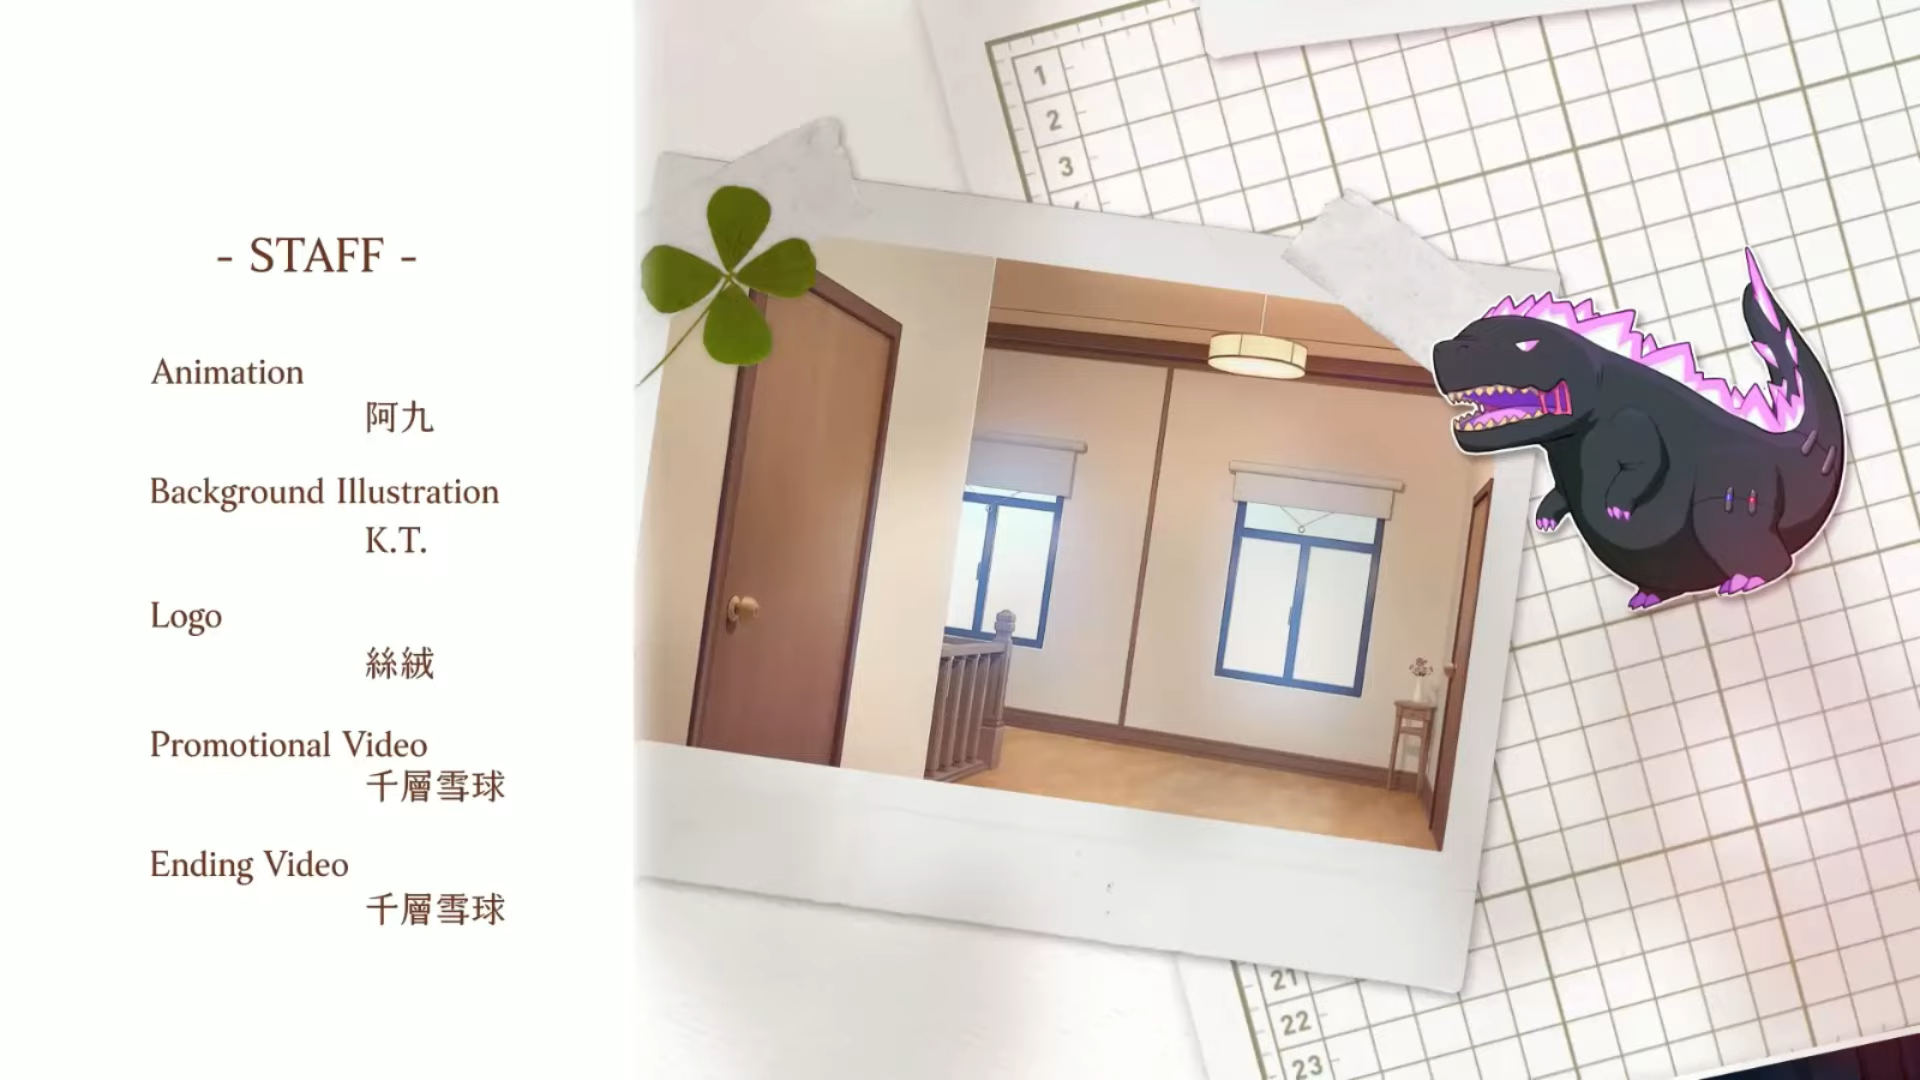 - STAFF -
Animation
阿九
Background Illustration
K.T.
Logo
絲絨
Promotional Video
千層雪球
Ending Video
千層雪球
1
2
3
21
22
23